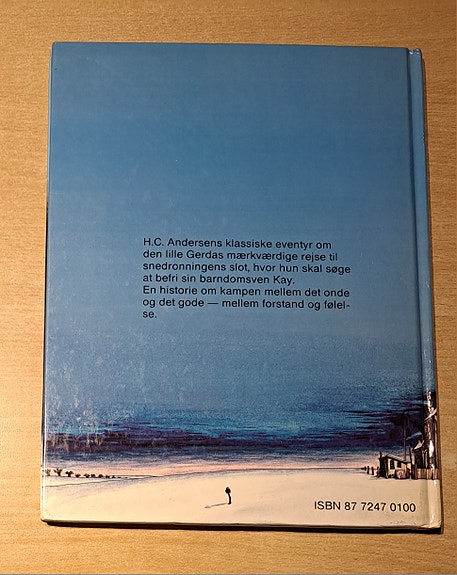 H.C. Andersens klassiske eventyr om
den lille Gerdas mærkværdige rejse til
snedronningens slot, hvor hun skal søge
at befri sin barndomsven Kay.
En historie om kampen mellem det onde
og det gode — mellem forstand og følel-
se.
ISBN 87 7247 0100